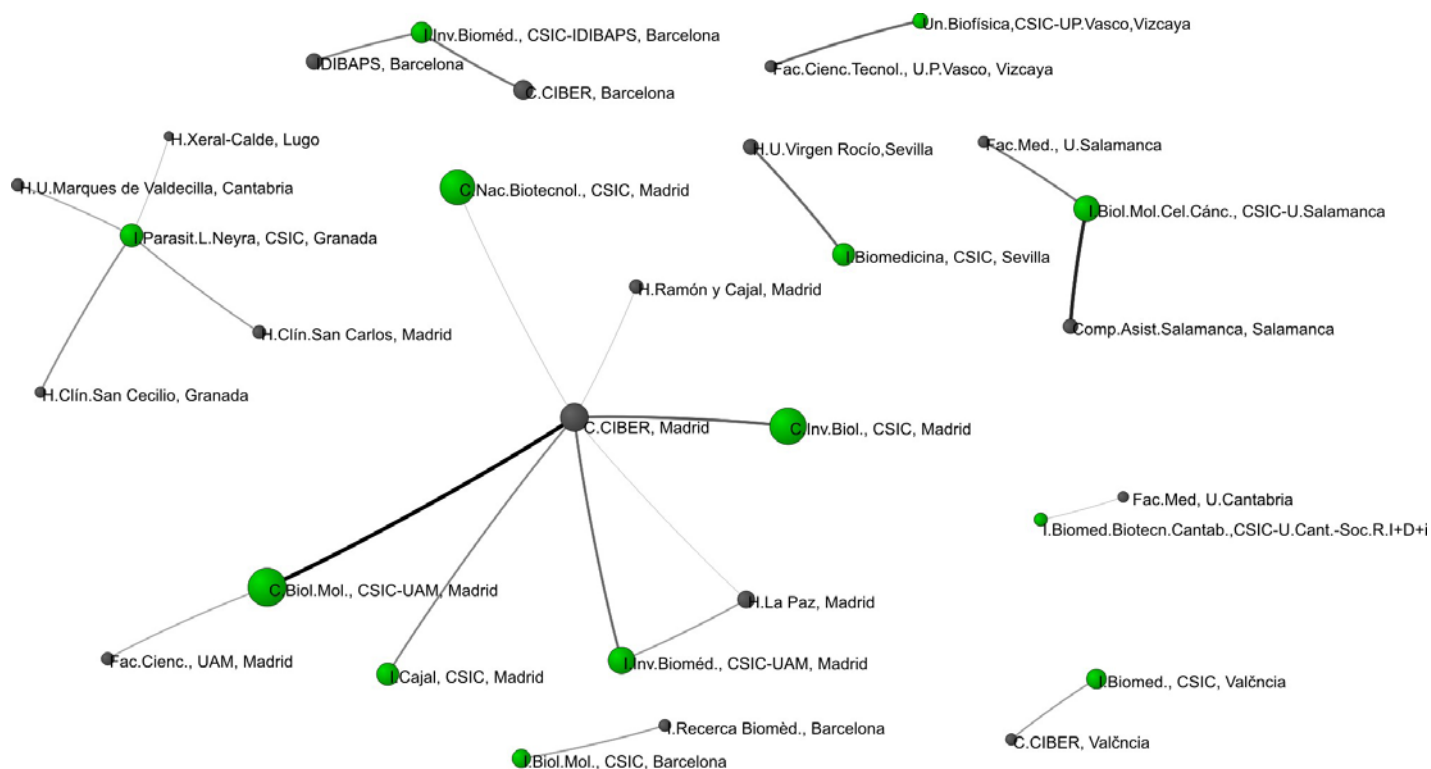 Un.Biofísica,CSIC-UP.Vasco,Vizcaya
I.Inv.Bioméd., CSIC-IDIBAPS, Barcelona
IDIBAPS, Barcelona
Fac.Cienc.Tecnol., U.P.Vasco, Vizcaya
C.CIBER, Barcelona
H.Xeral-Calde, Lugo
H.U.Virgen Rocío,Sevilla
Fac.Med., U.Salamanca
H.U.Marques de Valdecilla, Cantabria
C.Nac.Biotecnol., CSIC, Madrid
I.Biol.Mol.Cel.Cánc., CSIC-U.Salamanca
I.Parasit.L.Neyra, CSIC, Granada
I.Biomedicina, CSIC, Sevilla
H.Ramón y Cajal, Madrid
H.Clín.San Carlos, Madrid
Comp.Asist.Salamanca, Salamanca
H.Clín.San Cecilio, Granada
C.CIBER, Madrid
C.Inv.Biol., CSIC, Madrid
Fac.Med, U.Cantabria
I.Biomed.Biotecn.Cantab.,CSIC-U.Cant.-Soc.R.I+D+i
C.Biol.Mol., CSIC-UAM, Madrid
H.La Paz, Madrid
Fac.Cienc., UAM, Madrid
I.Inv.Bioméd., CSIC-UAM, Madrid
I.Cajal, CSIC, Madrid
I.Biomed., CSIC, Valčncia
I.Recerca Biomèd., Barcelona
C.CIBER, Valčncia
I.Biol.Mol., CSIC, Barcelona